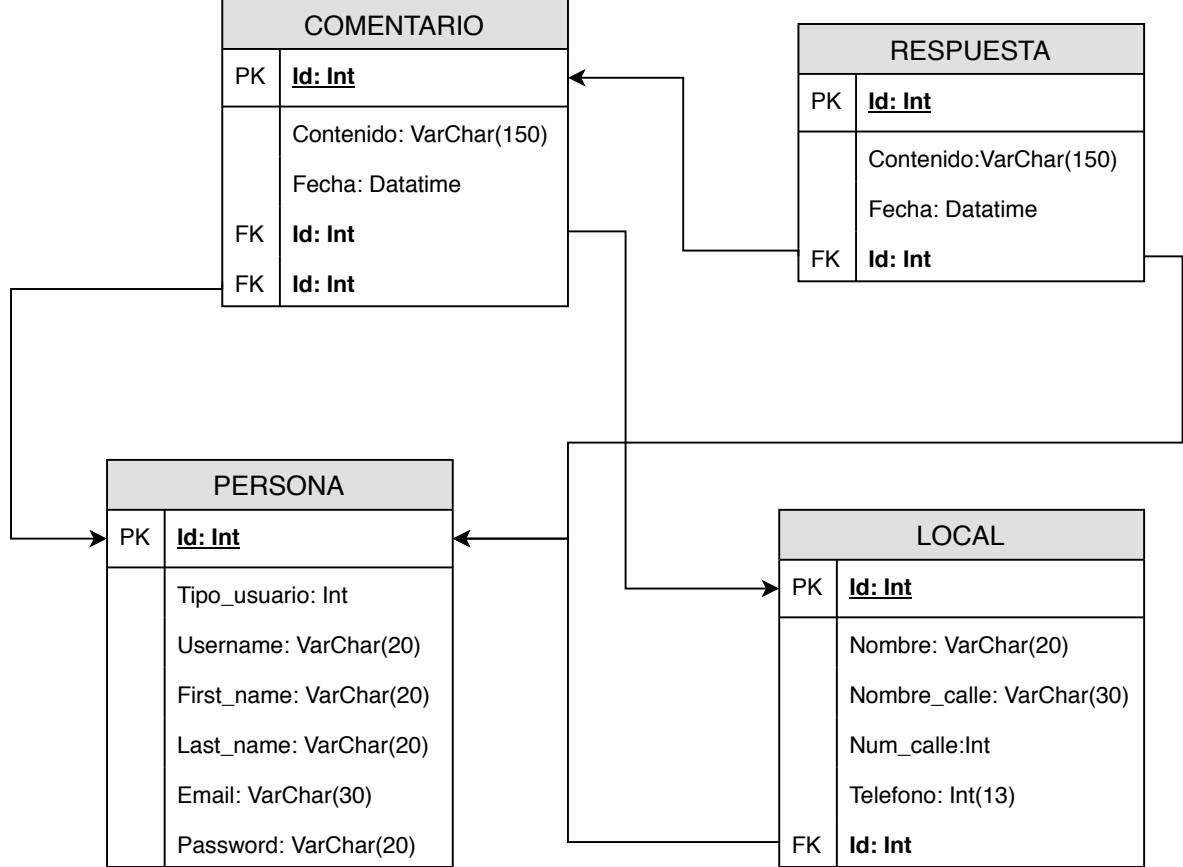 COMENTARIO
PK Id: Int
Contenido: VarChar(150)
Fecha: Datatime
FK Id: Int
FK Id: Int
RESPUESTA
PK Id: Int
Contenido:VarChar(150)
Fecha: Datatime
FK Id: Int
PERSONA
PK Id: Int
Tipo_usuario: Int
Username: VarChar(20)
First_name: VarChar(20)
Last_name: VarChar(20)
Email: VarChar(30)
Password: VarChar(20)
LOCAL
PK Id: Int
Nombre: VarChar(20)
Nombre_calle: VarChar(30)
Num_calle:Int
Telefono: Int(13)
FK Id: Int